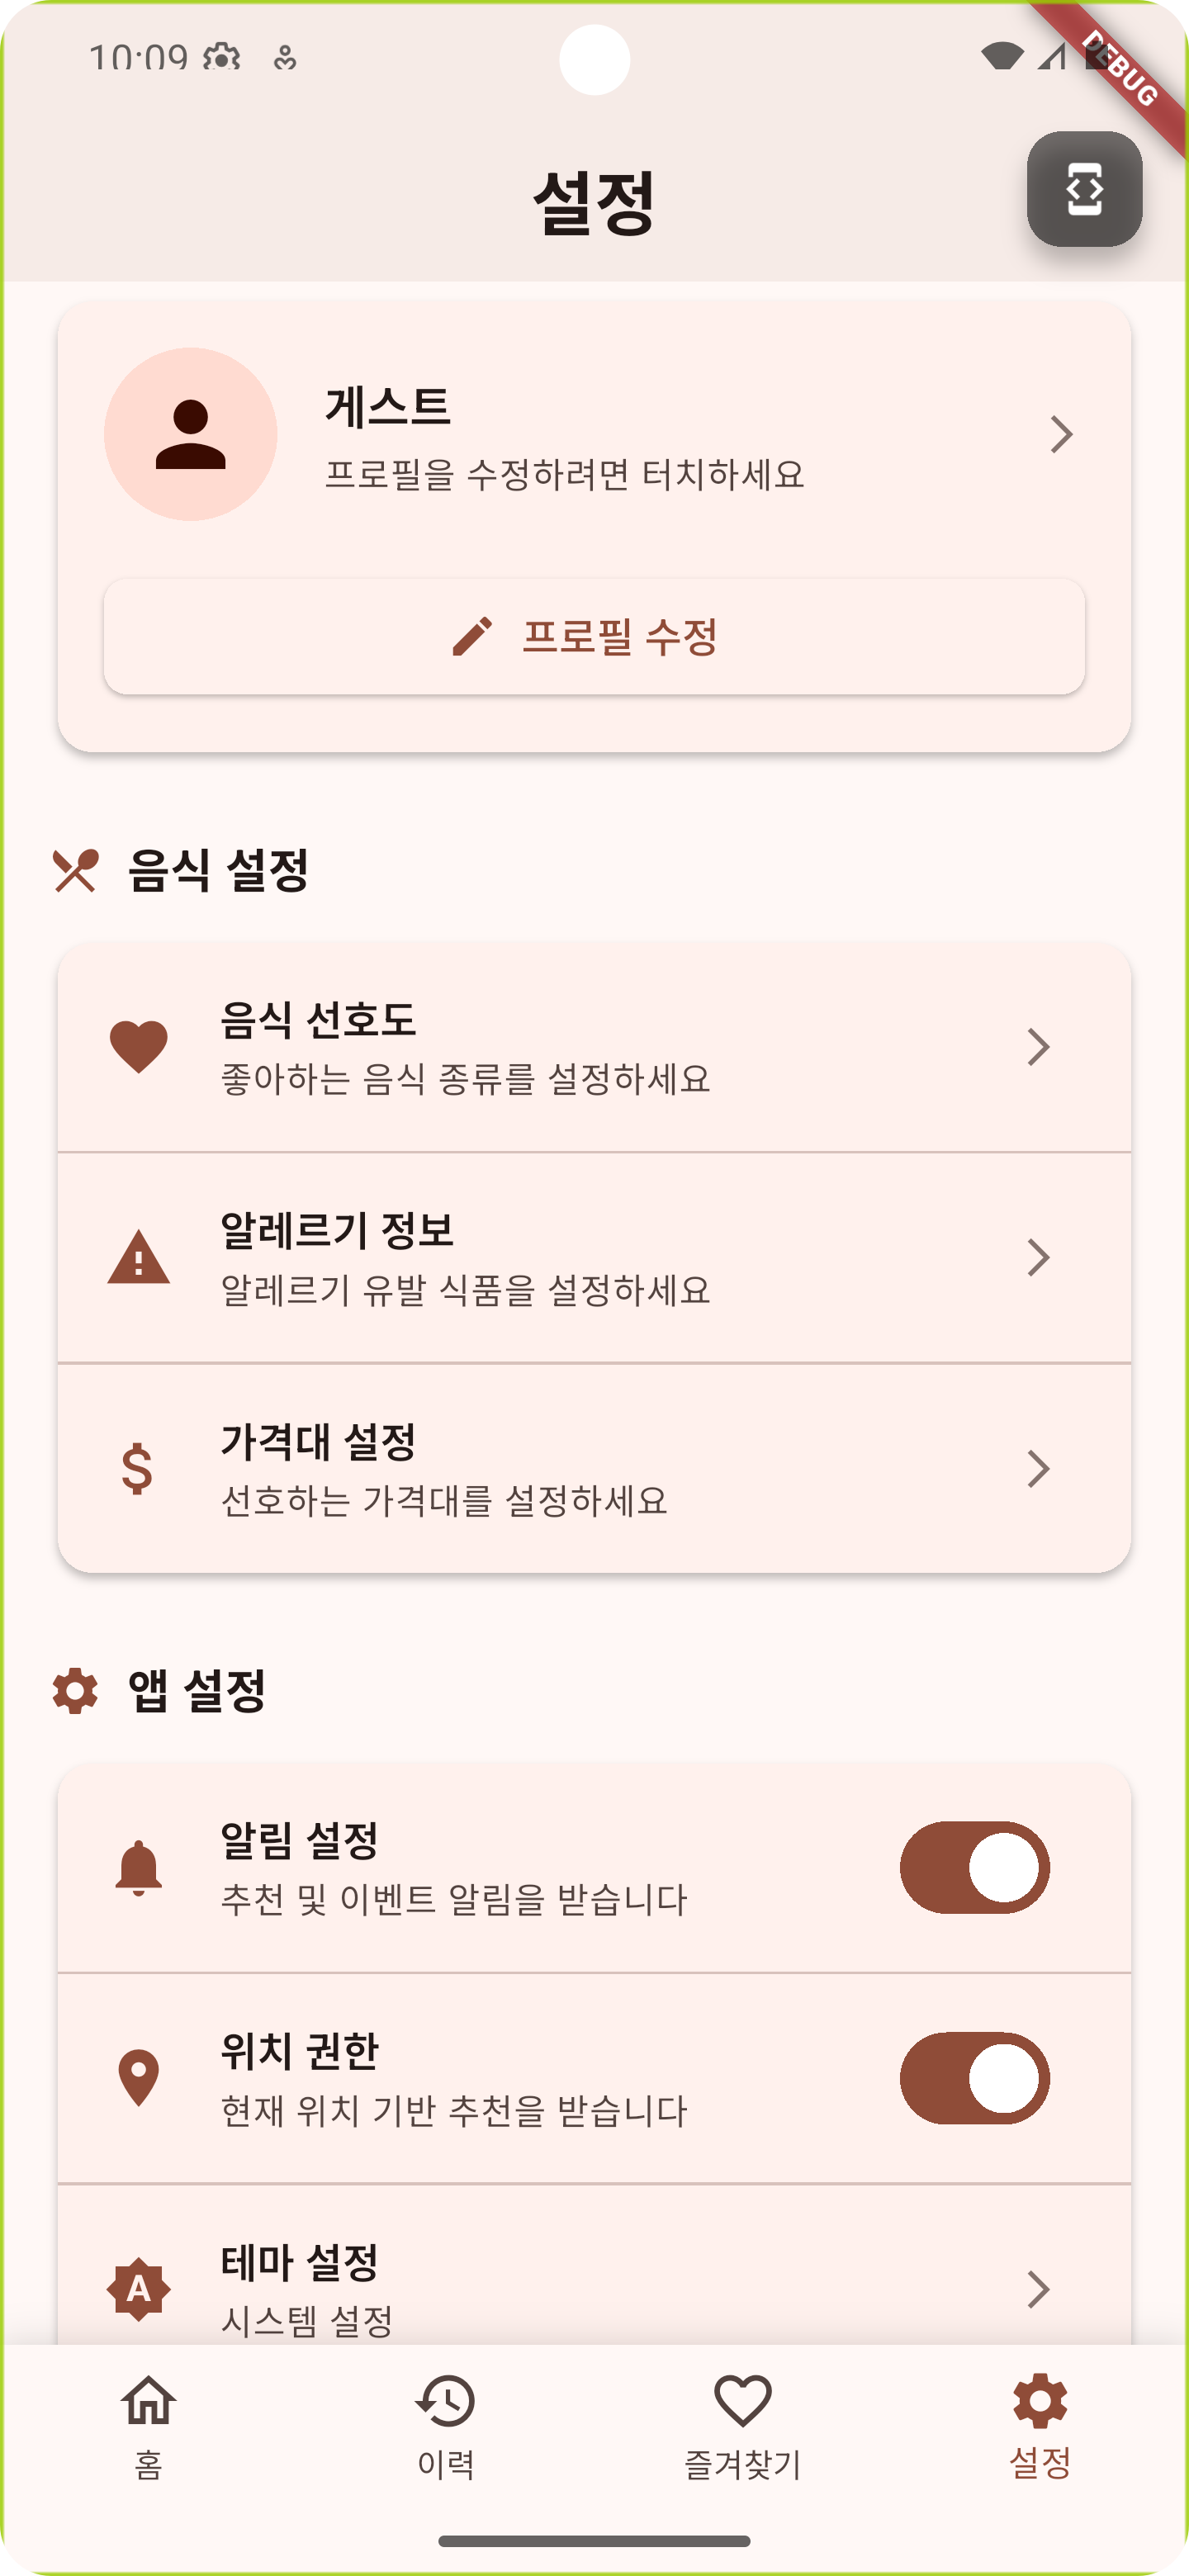 10:09
DEBUG
설정
게스트
프로필을 수정하려면 터치하세요
프로필 수정
음식 설정
음식 선호도
좋아하는 음식 종류를 설정하세요
알레르기 정보
알레르기 유발 식품을 설정하세요
$
가격대 설정
선호하는 가격대를 설정하세요
앱 설정
알림 설정
추천 및 이벤트 알림을 받습니다
위치 권한
현재 위치 기반 추천을 받습니다
A
테마 설정
시스템 설정
홈
이력
즐겨찾기
설정